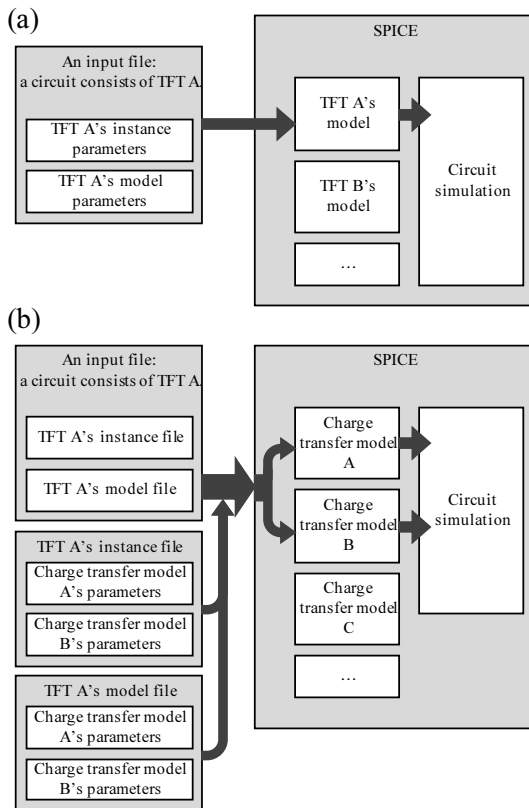 (a)
An input file:
a circuit consists of TFT A.
TFT A's instance
parameters
TFT A's model
parameters
SPICE
TFT A's
model
TFT B's
model
...
Circuit
simulation
(b)
An input file:
a circuit consists of TFT A.
TFT A's instance file
TFT A's model file
TFT A's instance file
Charge transfer model
A's parameters
Charge transfer model
B's parameters
TFT A's model file
Charge transfer model
A's parameters
Charge transfer model
B's parameters
SPICE
Charge
transfer model
A
Charge
transfer model
B
Charge
transfer model
C
...
Circuit
simulation